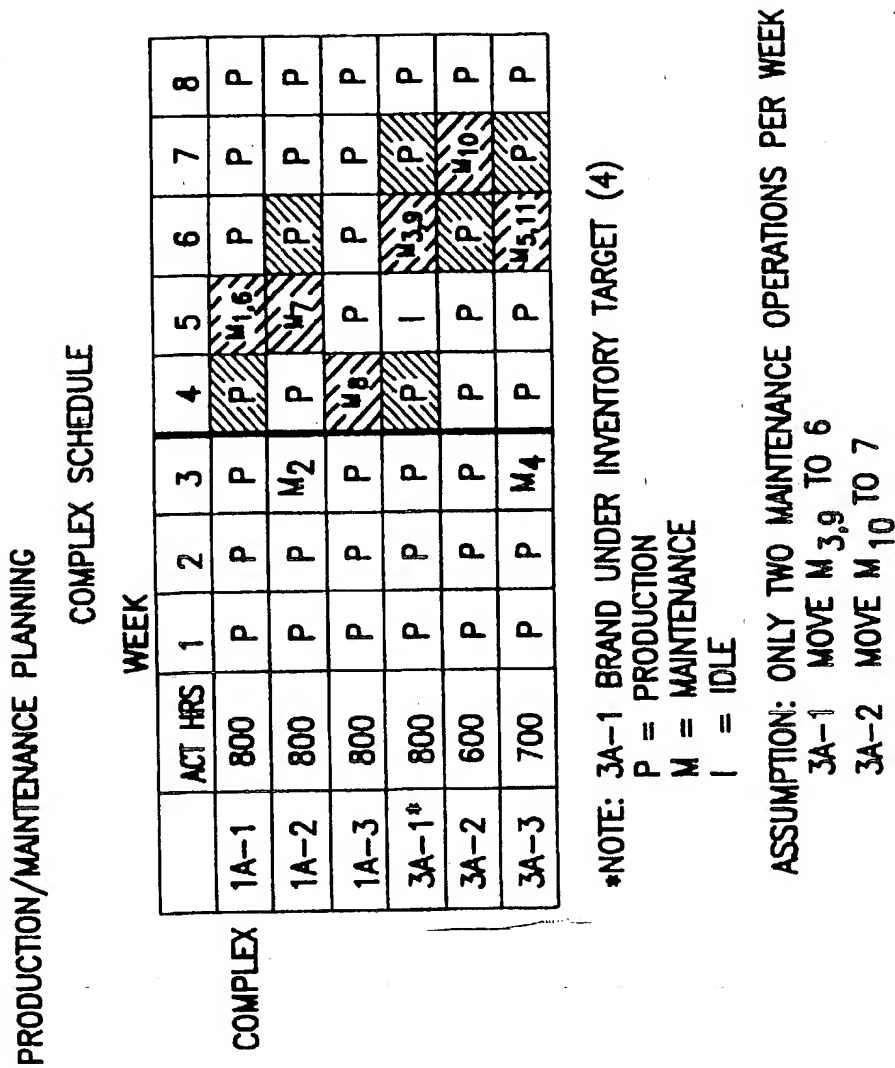 PRODUCTION/MAINTENANCE PLANNING
COMPLEX SCHEDULE
WEEK
ACT HRS 1 2 3 4 5 6 7 8
COMPLEX 1A-1 800 P P P P M1,6 P P P
1A-2 800 P P M2 P M7 P P P
1A-3 800 P P P M8 P P P P
3A-1* 800 P P P P I M3,9 P P
3A-2 600 P P P P P P M10 P
3A-3 700 P P M4 P P M5,11 P P
*NOTE: 3A-1 BRAND UNDER INVENTORY TARGET (4)
P = PRODUCTION
M = MAINTENANCE
I = IDLE
ASSUMPTION: ONLY TWO MAINTENANCE OPERATIONS PER WEEK
3A-1 MOVE M3,9 TO 6
3A-2 MOVE M10 TO 7